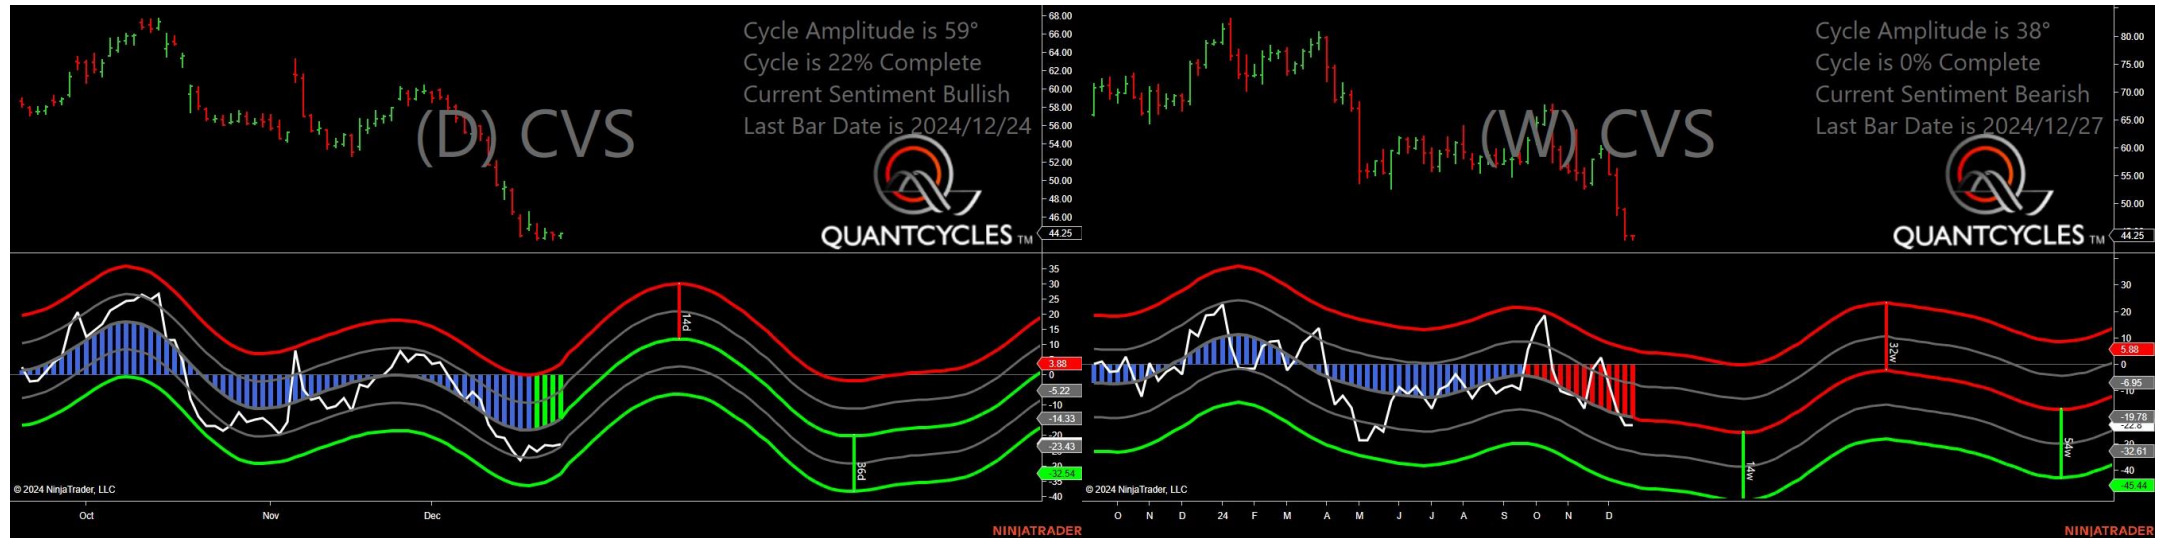 Cycle Amplitude is 59°
Cycle is 22% Complete
Current Sentiment Bullish
Last Bar Date is 2024/12/24
(D) CVS
QUANTCYCLES TM
68.00
66.00
64.00
62.00
60.00
58.00
56.00
54.00
52.00
50.00
48.00
46.00
44.25
35
30
25
20
15
10
3.88
0
-5.22
-10
-14.33
-20
-23.43
-32.54
-35
-40
14d
36d
© 2024 NinjaTrader, LLC
Oct Nov Dec
NINJATRADER
Cycle Amplitude is 38°
Cycle is 0% Complete
Current Sentiment Bearish
Last Bar Date is 2024/12/27
(W) CVS
QUANTCYCLES TM
80.00
75.00
70.00
65.00
60.00
55.00
50.00
44.25
30
20
10
5.88
0
-6.95
-10
-19.78
-22.8
-32.61
-40
-45.44
32w
14w
54w
© 2024 NinjaTrader, LLC
O N D 24 F M A M J J A S O N D
NINJATRADER